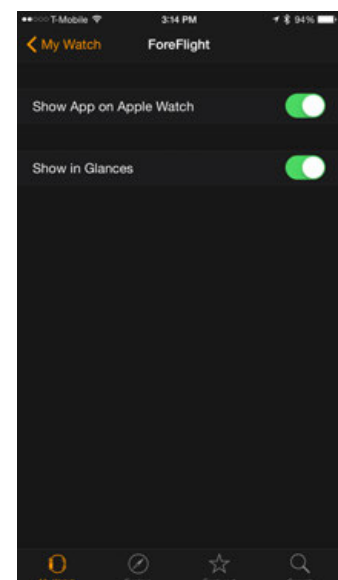 T-Mobile 3:14 PM 94%
My Watch ForeFlight
Show App on Apple Watch
Show in Glances